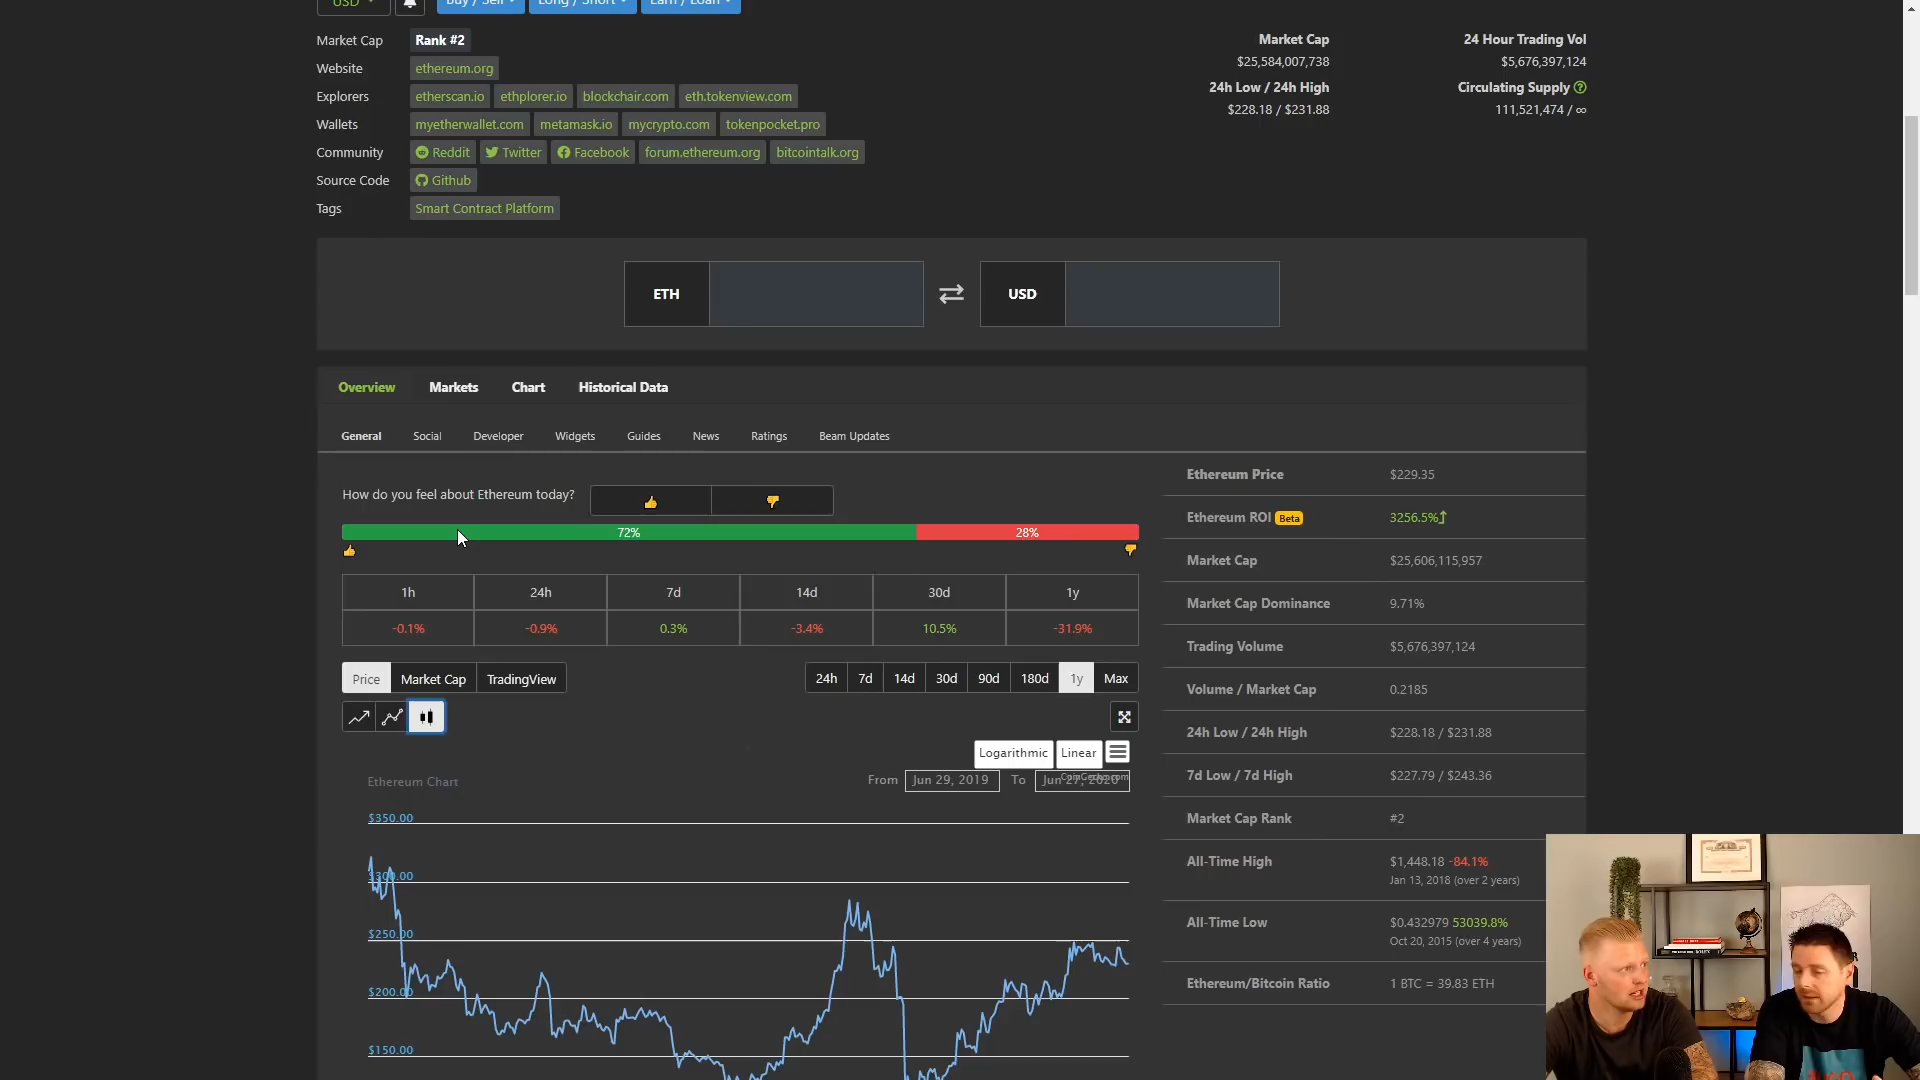 USD
Buy / Sell
Long / Short
Earn / Loan
Market Cap Rank #2
Website ethereum.org
Explorers etherscan.io ethplorer.io blockchair.com eth.tokenview.com
Wallets myetherwallet.com metamask.io mycrypto.com tokenpocket.pro
Community Reddit Twitter Facebook forum.ethereum.org bitcointalk.org
Source Code Github
Tags Smart Contract Platform
Market Cap 24 Hour Trading Vol
$25,584,007,738 $5,676,397,124
24h Low / 24h High Circulating Supply ?
$228.18 / $231.88 111,521,474 / ∞
ETH USD
Overview Markets Chart Historical Data
General Social Developer Widgets Guides News Ratings Beam Updates
How do you feel about Ethereum today?
72% 28%
1h 24h 7d 14d 30d 1y
-0.1% -0.9% 0.3% -3.4% 10.5% -31.9%
Price Market Cap TradingView 24h 7d 14d 30d 90d 180d 1y Max
Logarithmic Linear
CoinGecko.com
Ethereum Chart From Jun 29, 2019 To Jun 27, 2020
$350.00
$300.00
$250.00
$200.00
$150.00
Ethereum Price $229.35
Ethereum ROI Beta 3256.5%
Market Cap $25,606,115,957
Market Cap Dominance 9.71%
Trading Volume $5,676,397,124
Volume / Market Cap 0.2185
24h Low / 24h High $228.18 / $231.88
7d Low / 7d High $227.79 / $243.36
Market Cap Rank #2
All-Time High $1,448.18 -84.1%
Jan 13, 2018 (over 2 years)
All-Time Low $0.432979 53039.8%
Oct 20, 2015 (over 4 years)
Ethereum/Bitcoin Ratio 1 BTC = 39.83 ETH